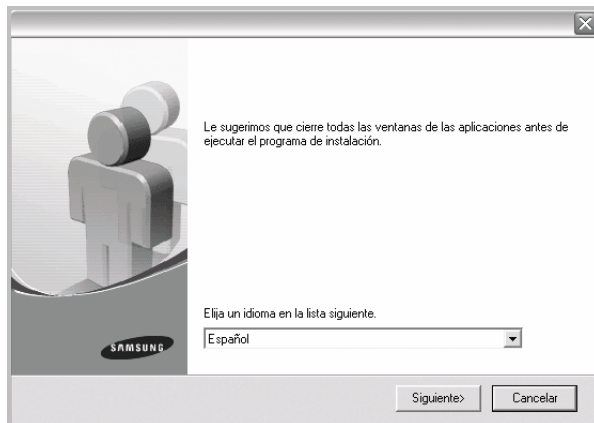 Le sugerimos que cierre todas las ventanas de las aplicaciones antes de
ejecutar el programa de instalación.
Elija un idioma en la lista siguiente.
Español
SAMSUNG
Siguiente>
Cancelar